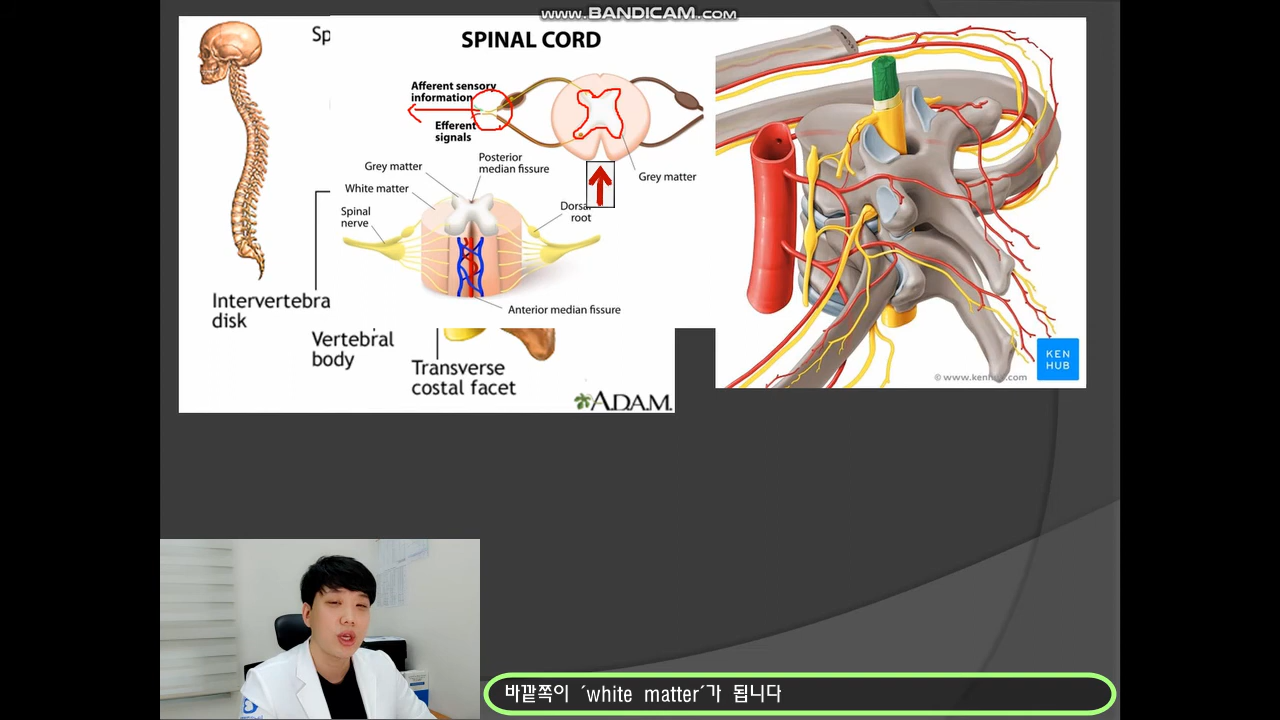 www.BANDICAM.com
Sp
SPINAL CORD
Afferent sensory
information
Efferent
signals
Grey matter
Posterior
median fissure
Grey matter
White matter
Spinal
nerve
Dorsal
root
Anterior median fissure
Intervertebra
disk
Vertebral
body
Transverse
costal facet
A.D.A.M.
KEN
HUB
© www.kenhub.com
바깥쪽이 ´white matter´가 됩니다